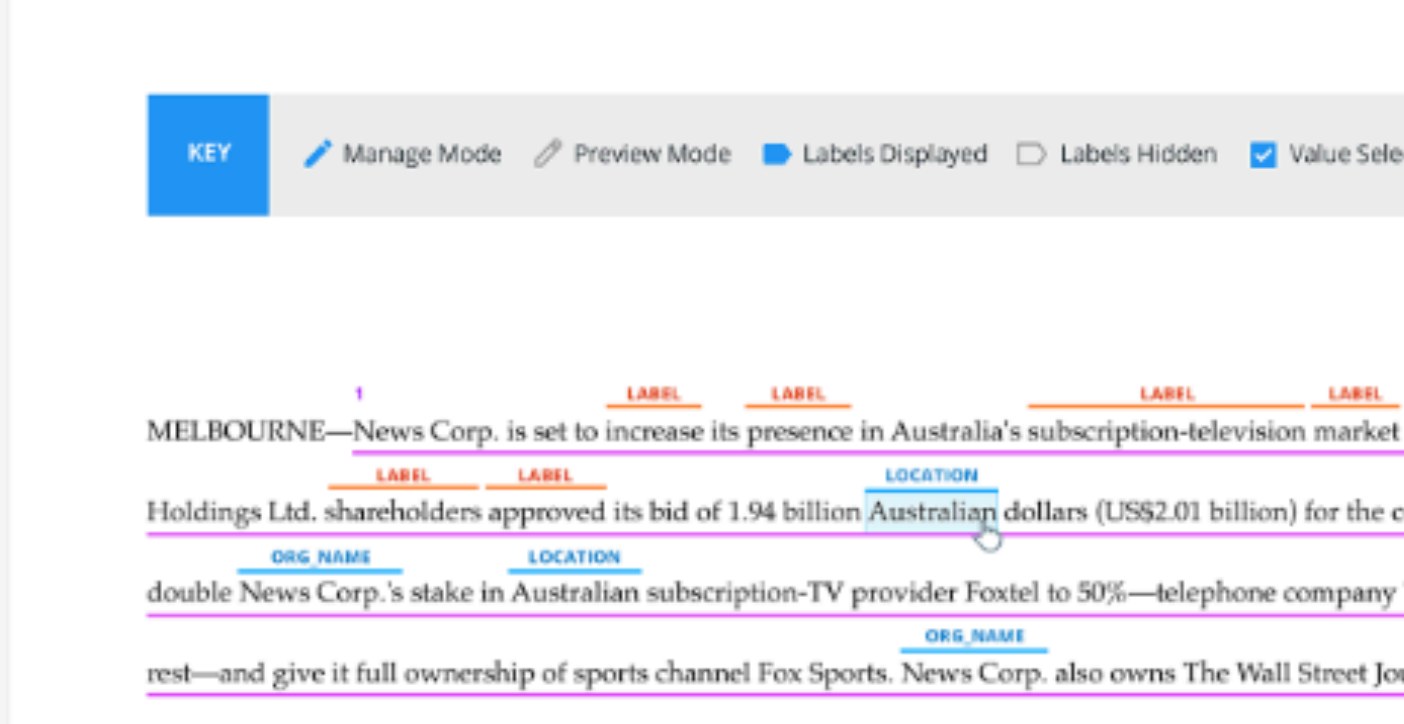 KEY Manage Mode Preview Mode Labels Displayed Labels Hidden Value Sele
1 LABEL LABEL LABEL LABEL
MELBOURNE—News Corp. is set to increase its presence in Australia's subscription-television market
LABEL LABEL LOCATION
Holdings Ltd. shareholders approved its bid of 1.94 billion Australian dollars (US$2.01 billion) for the c
ORG_NAME LOCATION
double News Corp.'s stake in Australian subscription-TV provider Foxtel to 50%—telephone company
ORG_NAME
rest—and give it full ownership of sports channel Fox Sports. News Corp. also owns The Wall Street Jou